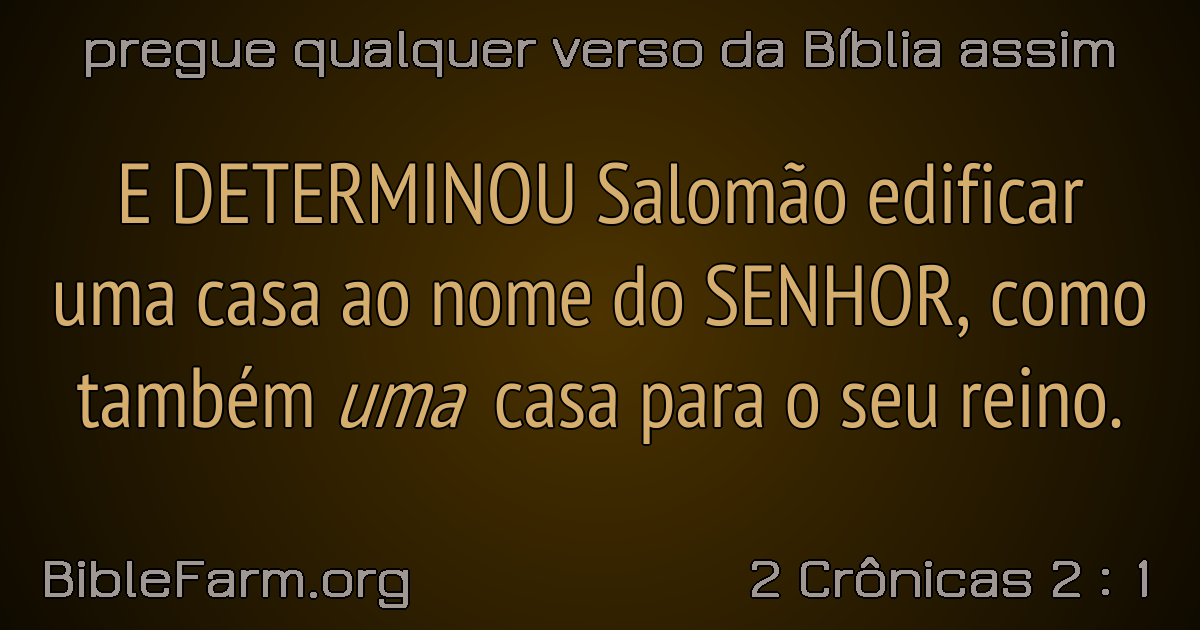 pregue qualquer verso da Bíblia assim
E DETERMINOU Salomão edificar
uma casa ao nome do SENHOR, como
também uma casa para o seu reino.
BibleFarm.org
2 Crônicas 2 : 1